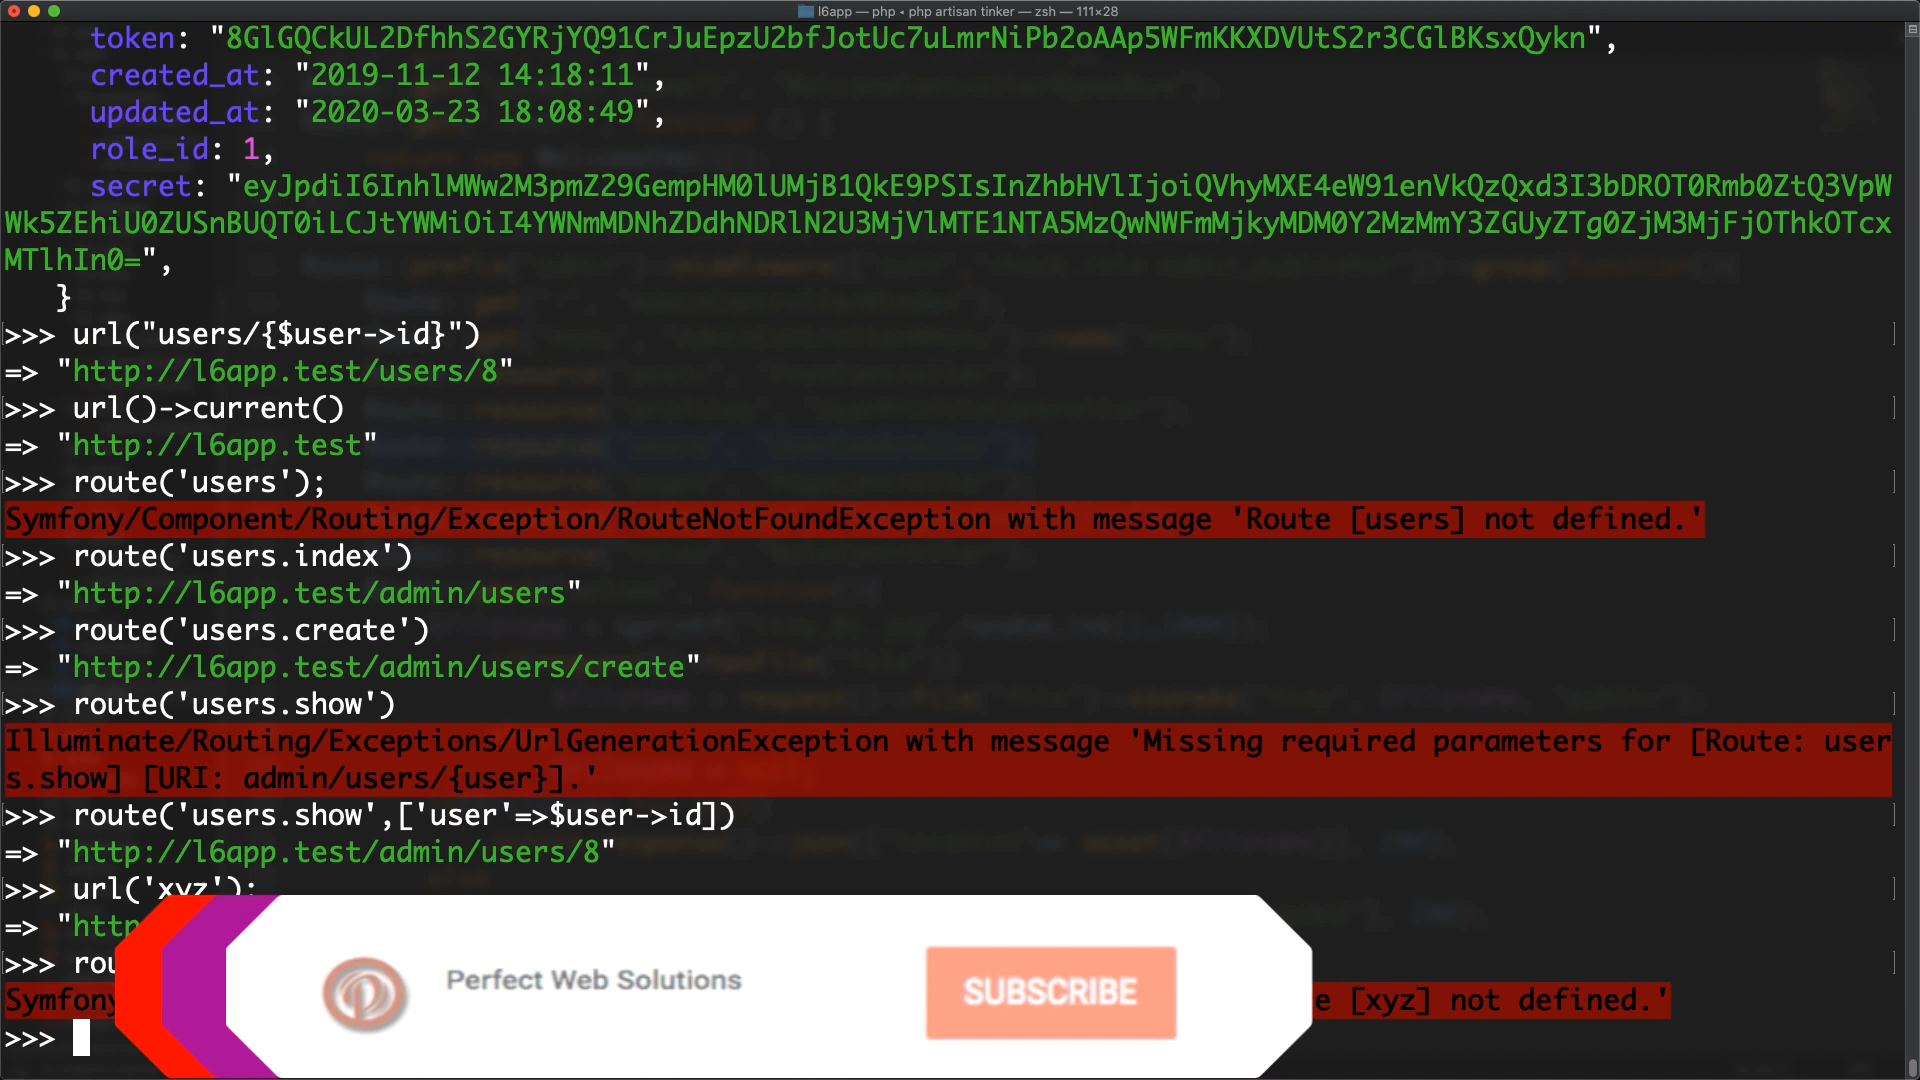 l6app — php • php artisan tinker — zsh — 111×28
token: "8GlGQCkUL2DfhhS2GYRjYQ91CrJuEpzU2bfJotUc7uLmrNiPb2oAAp5WFmKKXDVUtS2r3CGlBKsxQykn",
created_at: "2019-11-12 14:18:11",
updated_at: "2020-03-23 18:08:49",
role_id: 1,
secret: "eyJpdiI6InhlMWw2M3pmZ29GempHM0lUMjB1QkE9PSIsInZhbHVlIjoiQVhyMXE4eW91enVkQzQxd3I3bDROT0Rmb0ZtQ3VpW
Wk5ZEhiU0ZUSnBUQT0iLCJtYWMiOiI4YWNmMDNhZDdhNDRlN2U3MjVlMTE1NTA5MzQwNWFmMjkyMDM0Y2MzMmY3ZGUyZTg0ZjM3MjFjOThkOTcx
MTlhIn0=",
}
>>> url("users/{$user->id}")
=> "http://l6app.test/users/8"
>>> url()->current()
=> "http://l6app.test"
>>> route('users');
Symfony/Component/Routing/Exception/RouteNotFoundException with message 'Route [users] not defined.'
>>> route('users.index')
=> "http://l6app.test/admin/users"
>>> route('users.create')
=> "http://l6app.test/admin/users/create"
>>> route('users.show')
Illuminate/Routing/Exceptions/UrlGenerationException with message 'Missing required parameters for [Route: user
s.show] [URI: admin/users/{user}].'
>>> route('users.show',['user'=>$user->id])
=> "http://l6app.test/admin/users/8"
>>> url('xyz');
=> "http
>>> rou
Symfony e [xyz] not defined.'
>>>
Perfect Web Solutions
SUBSCRIBE